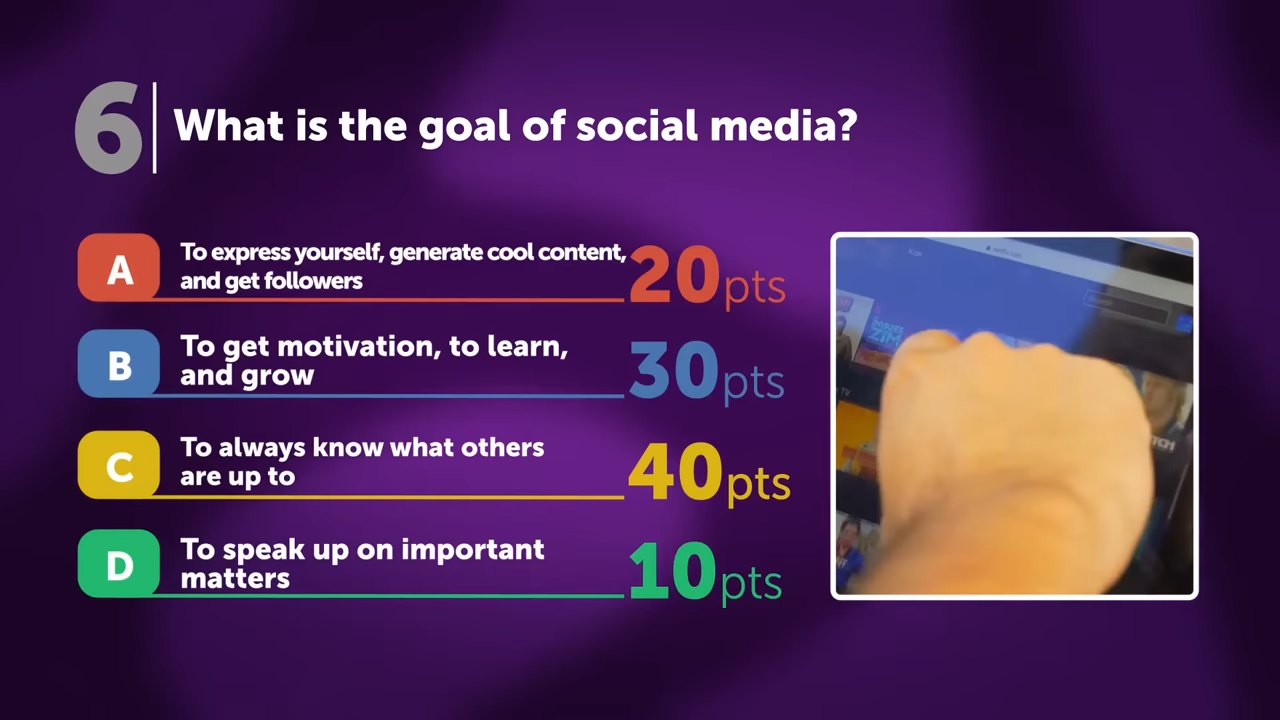 6
What is the goal of social media?
A
To express yourself, generate cool content,
and get followers
20pts
B
To get motivation, to learn,
and grow
30pts
C
To always know what others
are up to
40pts
D
To speak up on important
matters
10pts
ZIM
TV